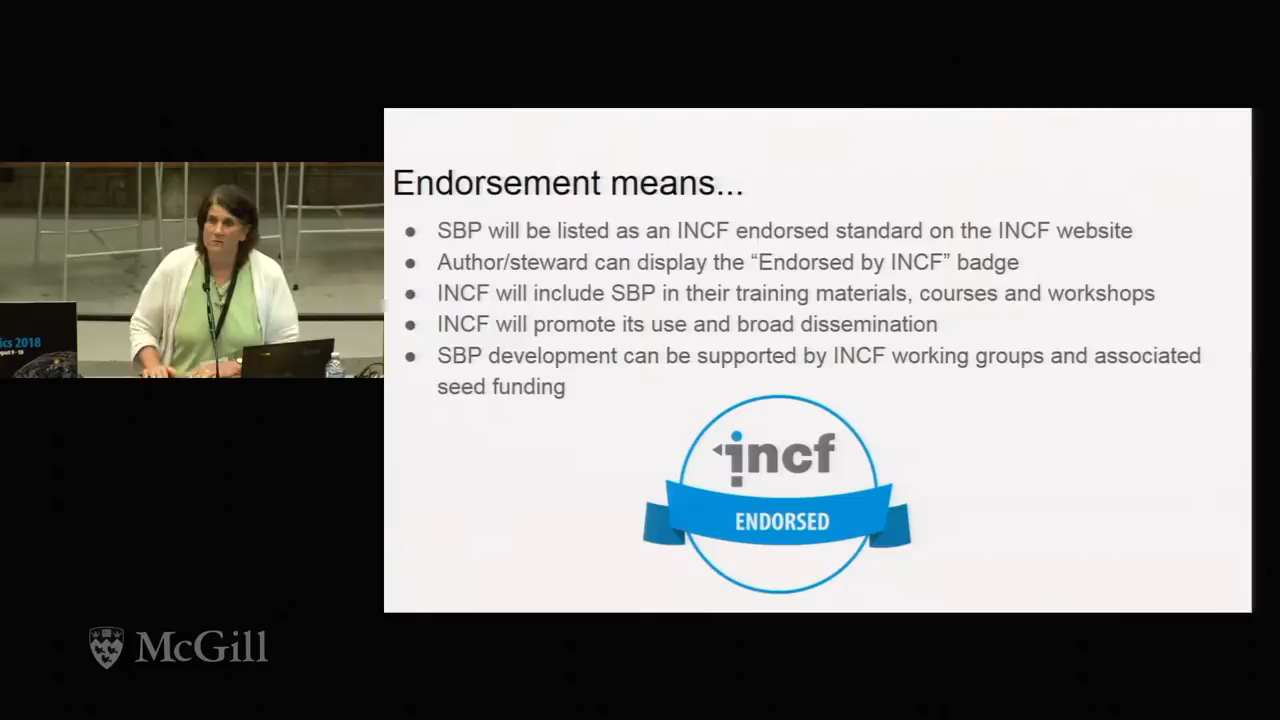 Endorsement means...
● SBP will be listed as an INCF endorsed standard on the INCF website
● Author/steward can display the “Endorsed by INCF” badge
● INCF will include SBP in their training materials, courses and workshops
● INCF will promote its use and broad dissemination
● SBP development can be supported by INCF working groups and associated
seed funding
incf
ENDORSED
ics 2018
McGill